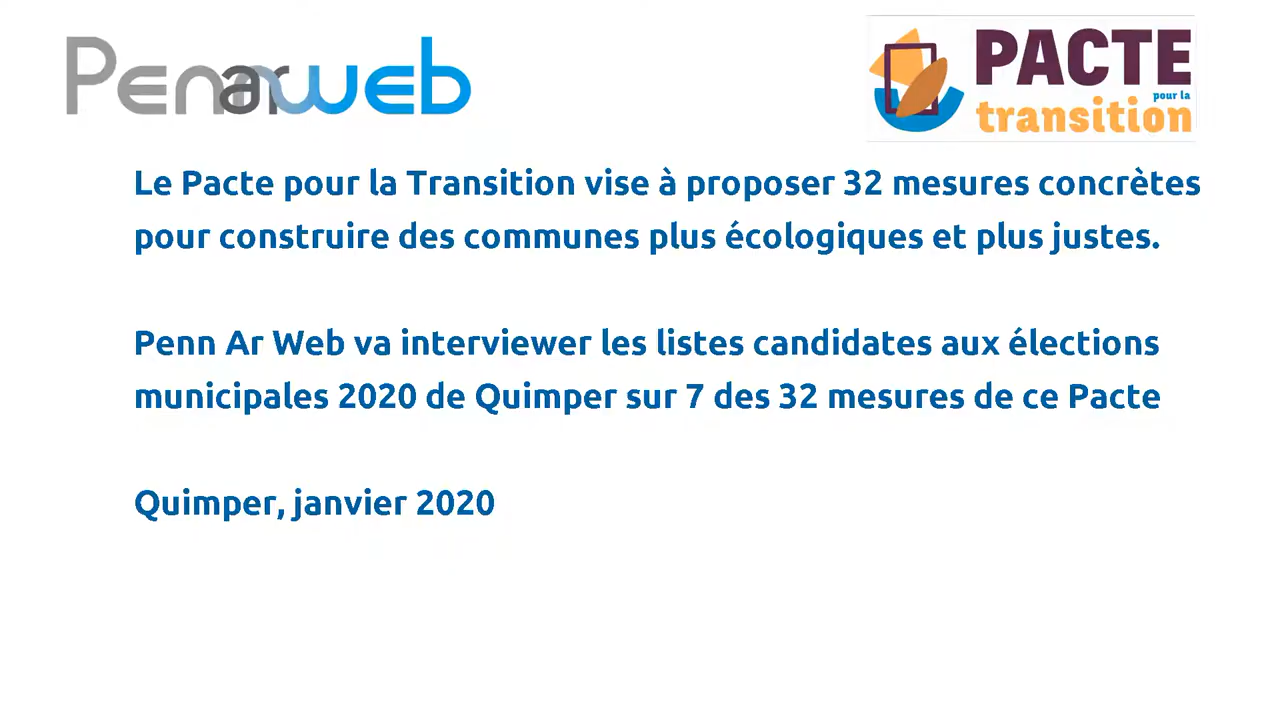 Pennarweb
PACTE
pour la
transition
Le Pacte pour la Transition vise à proposer 32 mesures concrètes
pour construire des communes plus écologiques et plus justes.
Penn Ar Web va interviewer les listes candidates aux élections
municipales 2020 de Quimper sur 7 des 32 mesures de ce Pacte
Quimper, janvier 2020